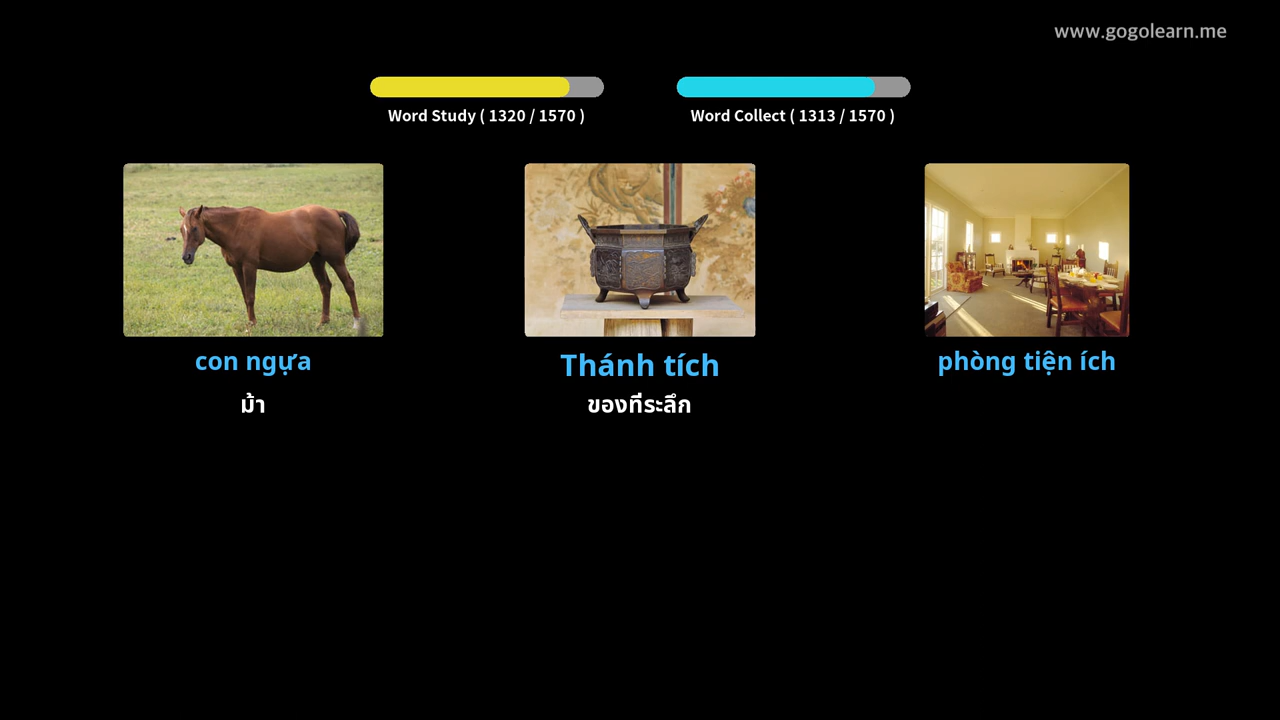 www.gogolearn.me
Word Study ( 1320 / 1570 )
Word Collect ( 1313 / 1570 )
con ngựa
Thánh tích
phòng tiện ích
ม้า
ของที่ระลึก